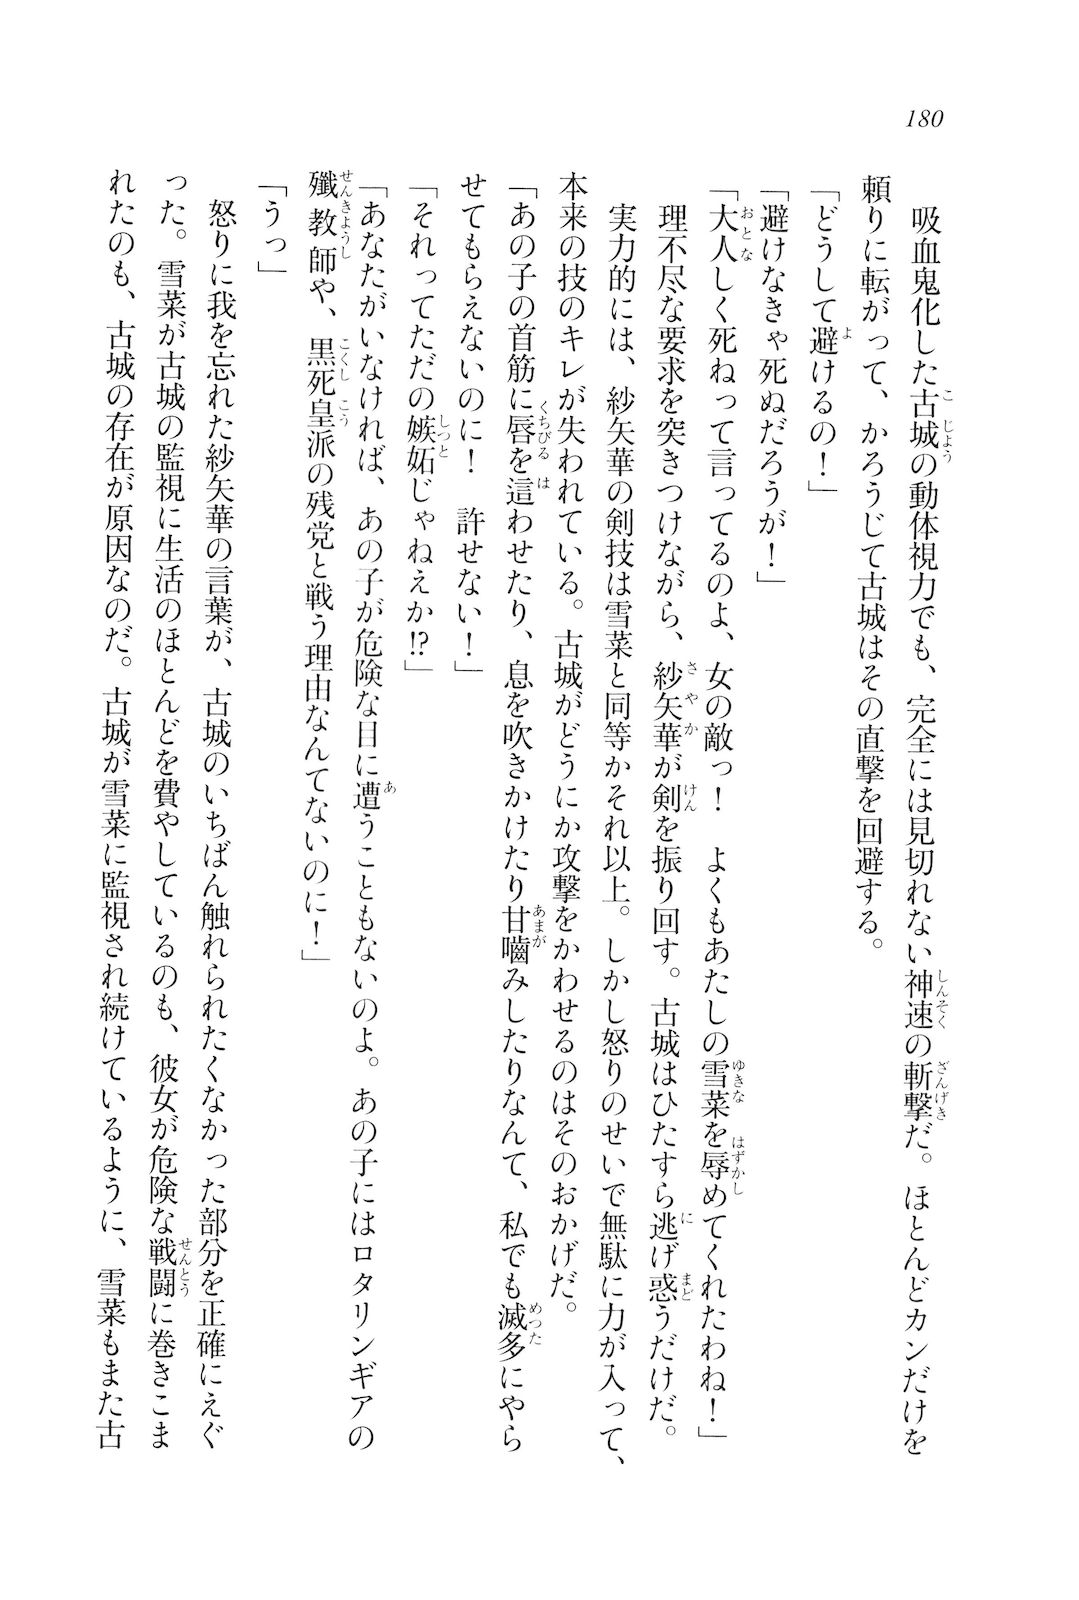 180
吸血鬼化した古城の動体視力でも、完全には見切れない神速の斬撃だ。ほとんどカンだけを
頼りに転がって、かろうじて古城はその直撃を回避する。
「どうして避けるの！」
「避けなきゃ死ぬだろうが！」
「大人しく死ねって言ってるのよ、女の敵っ！　よくもあたしの雪菜を辱めてくれたわね！」
理不尽な要求を突きつけながら、紗矢華が剣を振り回す。古城はひたすら逃げ惑うだけだ。
実力的には、紗矢華の剣技は雪菜と同等かそれ以上。しかし怒りのせいで無駄に力が入って、
本来の技のキレが失われている。古城がどうにか攻撃をかわせるのはそのおかげだ。
「あの子の首筋に唇を這わせたり、息を吹きかけたり甘嚙みしたりなんて、私でも滅多にやら
せてもらえないのに！　許せない！」
「それってただの嫉妬じゃねえか!?」
「あなたがいなければ、あの子が危険な目に遭うこともないのよ。あの子にはロタリンギアの
殲教師や、黒死皇派の残党と戦う理由なんてないのに！」
「うっ」
怒りに我を忘れた紗矢華の言葉が、古城のいちばん触れられたくなかった部分を正確にえぐ
った。雪菜が古城の監視に生活のほとんどを費やしているのも、彼女が危険な戦闘に巻きこま
れたのも、古城の存在が原因なのだ。古城が雪菜に監視され続けているように、雪菜もまた古